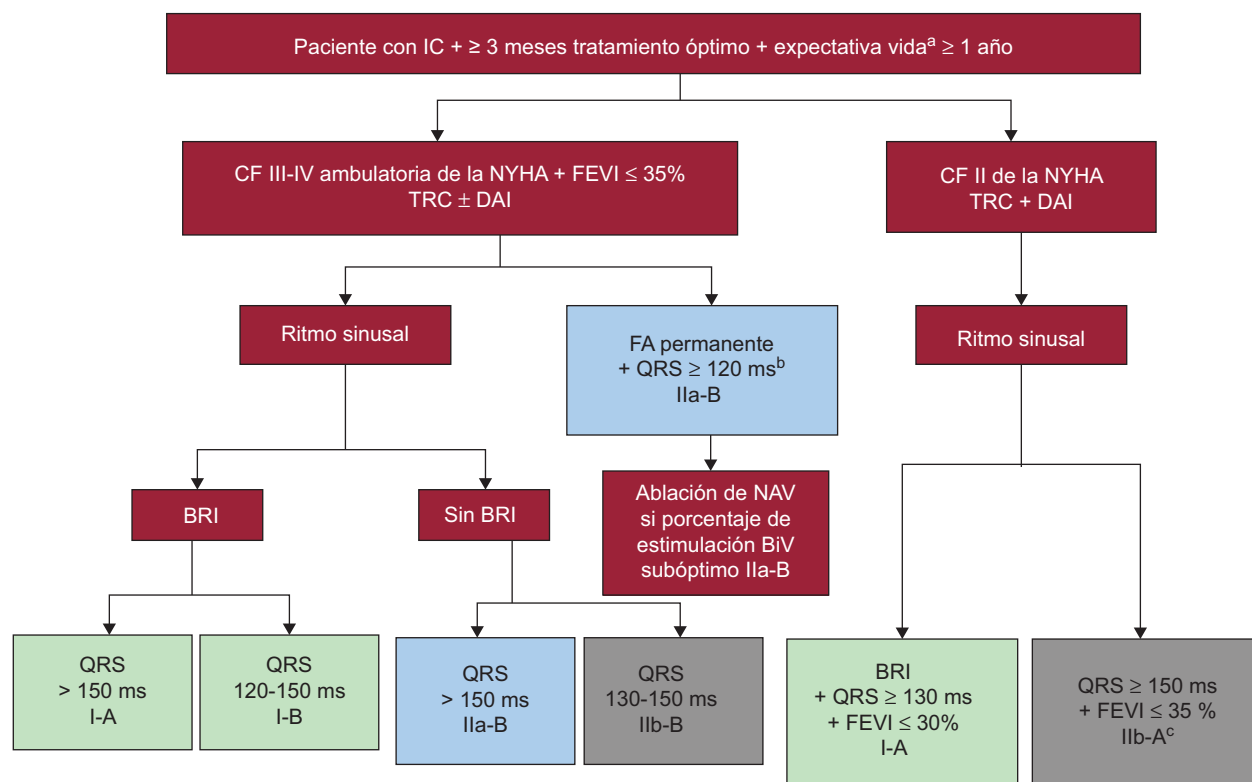 Paciente con IC + ≥ 3 meses tratamiento óptimo + expectativa vidaᵃ ≥ 1 año
CF III-IV ambulatoria de la NYHA + FEVI ≤ 35%
TRC ± DAI
CF II de la NYHA
TRC + DAI
Ritmo sinusal
FA permanente
+ QRS ≥ 120 msᵇ
IIa-B
Ritmo sinusal
BRI
Sin BRI
Ablación de NAV
si porcentaje de
estimulación BiV
subóptimo IIa-B
QRS
> 150 ms
I-A
QRS
120-150 ms
I-B
QRS
> 150 ms
IIa-B
QRS
130-150 ms
IIb-B
BRI
+ QRS ≥ 130 ms
+ FEVI ≤ 30%
I-A
QRS ≥ 150 ms
+ FEVI ≤ 35 %
IIb-Aᶜ